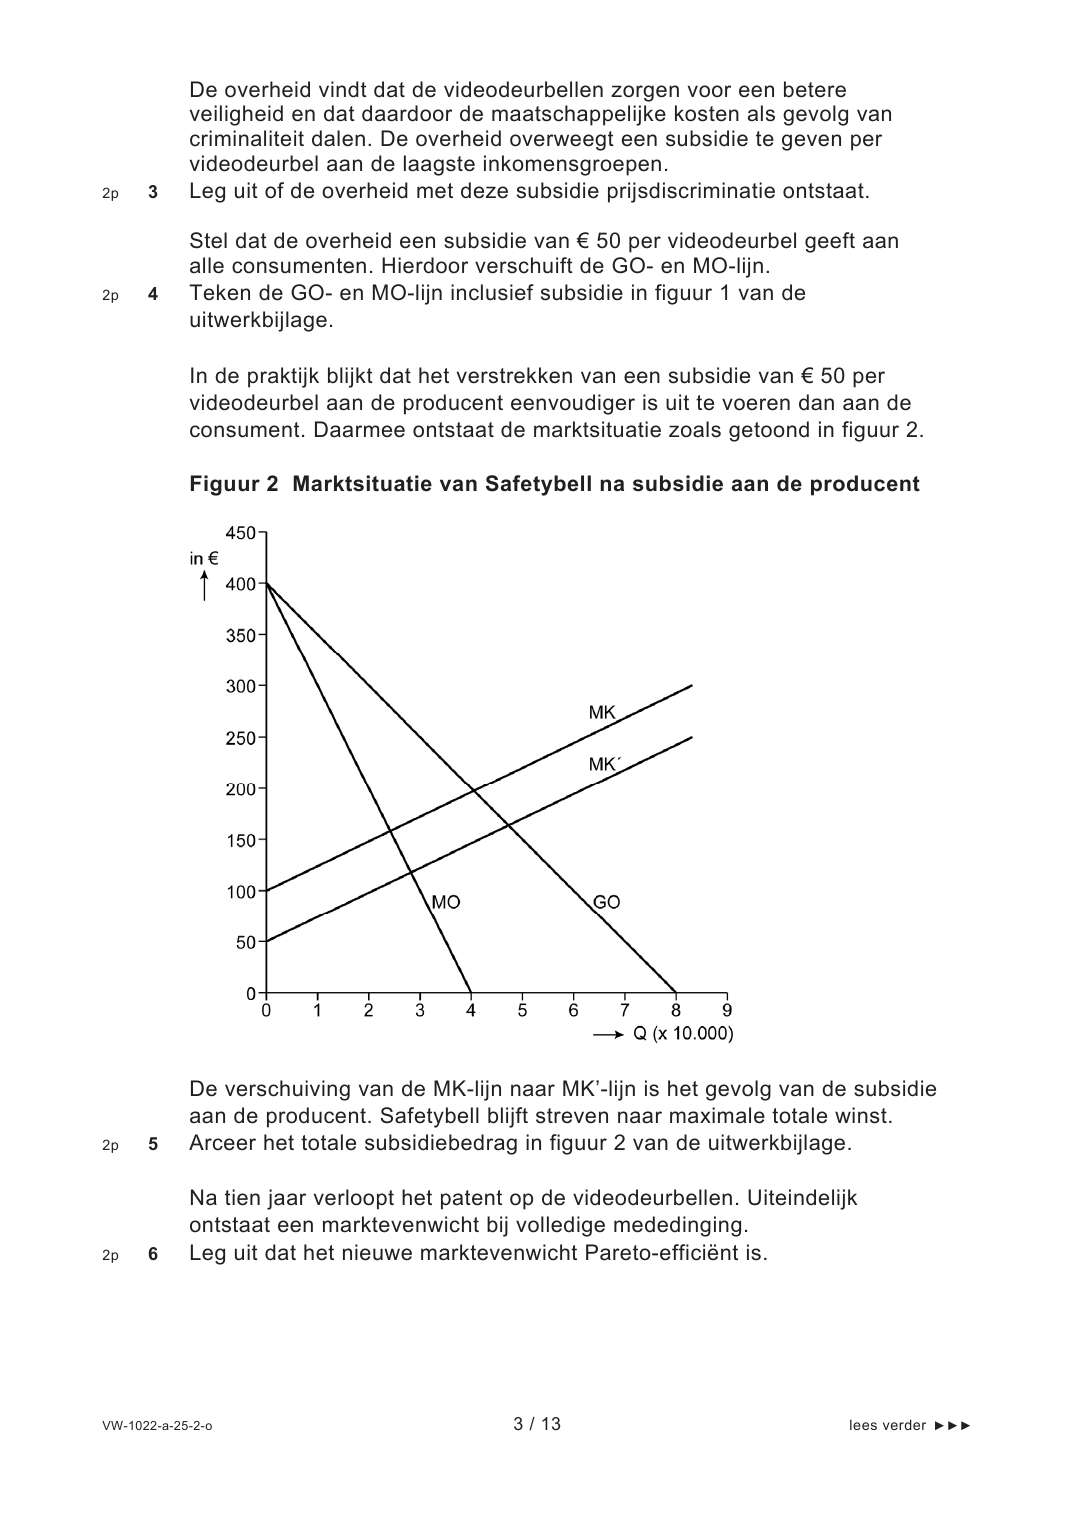 De overheid vindt dat de videodeurbellen zorgen voor een betere
veiligheid en dat daardoor de maatschappelijke kosten als gevolg van
criminaliteit dalen. De overheid overweegt een subsidie te geven per
videodeurbel aan de laagste inkomensgroepen.
2p 3 Leg uit of de overheid met deze subsidie prijsdiscriminatie ontstaat.
Stel dat de overheid een subsidie van € 50 per videodeurbel geeft aan
alle consumenten. Hierdoor verschuift de GO- en MO-lijn.
2p 4 Teken de GO- en MO-lijn inclusief subsidie in figuur 1 van de
uitwerkbijlage.
In de praktijk blijkt dat het verstrekken van een subsidie van € 50 per
videodeurbel aan de producent eenvoudiger is uit te voeren dan aan de
consument. Daarmee ontstaat de marktsituatie zoals getoond in figuur 2.
Figuur 2 Marktsituatie van Safetybell na subsidie aan de producent
450
in €
400
350
300
MK
250
MK´
200
150
100
MO GO
50
0
0 1 2 3 4 5 6 7 8 9
Q (x 10.000)
De verschuiving van de MK-lijn naar MK’-lijn is het gevolg van de subsidie
aan de producent. Safetybell blijft streven naar maximale totale winst.
2p 5 Arceer het totale subsidiebedrag in figuur 2 van de uitwerkbijlage.
Na tien jaar verloopt het patent op de videodeurbellen. Uiteindelijk
ontstaat een marktevenwicht bij volledige mededinging.
2p 6 Leg uit dat het nieuwe marktevenwicht Pareto-efficiënt is.
VW-1022-a-25-2-o 3 / 13 lees verder ►►►